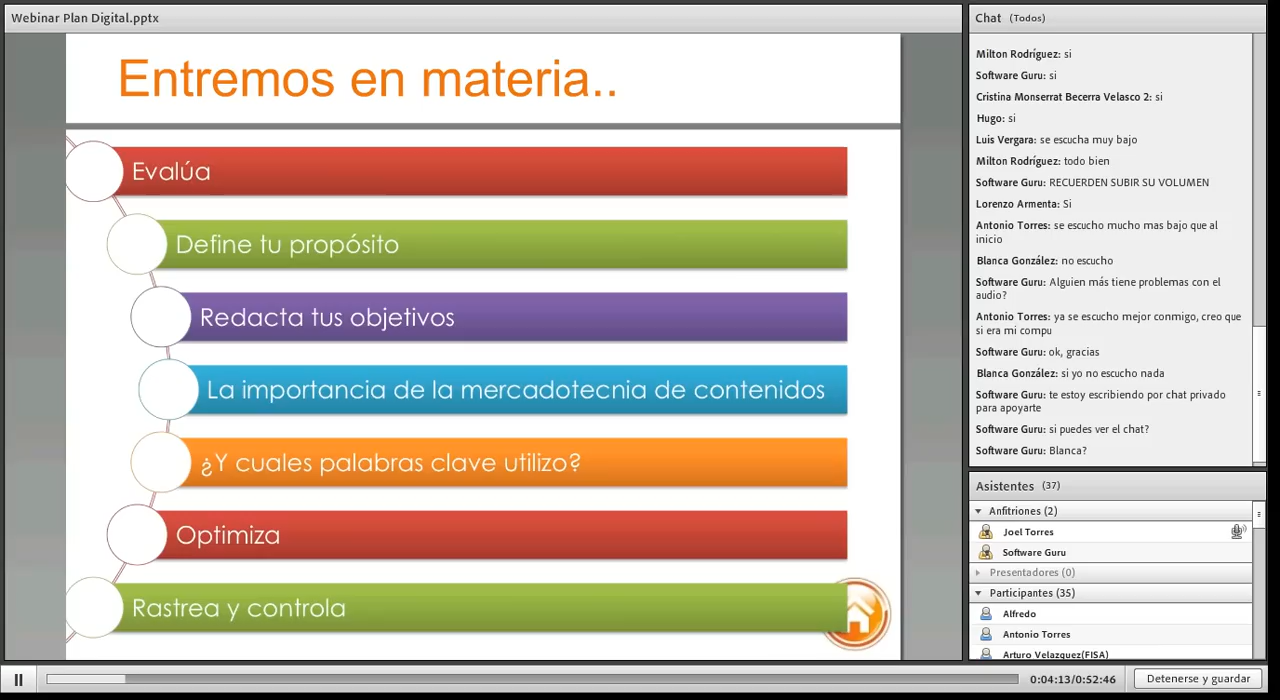 Webinar Plan Digital.pptx
Entremos en materia..
Evalúa
Define tu propósito
Redacta tus objetivos
La importancia de la mercadotecnia de contenidos
¿Y cuales palabras clave utilizo?
Optimiza
Rastrea y controla
Chat (Todos)
Milton Rodríguez: si
Software Guru: si
Cristina Monserrat Becerra Velasco 2: si
Hugo: si
Luis Vergara: se escucha muy bajo
Milton Rodríguez: todo bien
Software Guru: RECUERDEN SUBIR SU VOLUMEN
Lorenzo Armenta: Si
Antonio Torres: se escucho mucho mas bajo que al
inicio
Blanca González: no escucho
Software Guru: Alguien más tiene problemas con el
audio?
Antonio Torres: ya se escucho mejor conmigo, creo que
si era mi compu
Software Guru: ok, gracias
Blanca González: si yo no escucho nada
Software Guru: te estoy escribiendo por chat privado
para apoyarte
Software Guru: si puedes ver el chat?
Software Guru: Blanca?
Asistentes (37)
Anfitriones (2)
Joel Torres
Software Guru
Presentadores (0)
Participantes (35)
Alfredo
Antonio Torres
Arturo Velazquez(FISA)
0:04:13/0:52:46
Detenerse y guardar